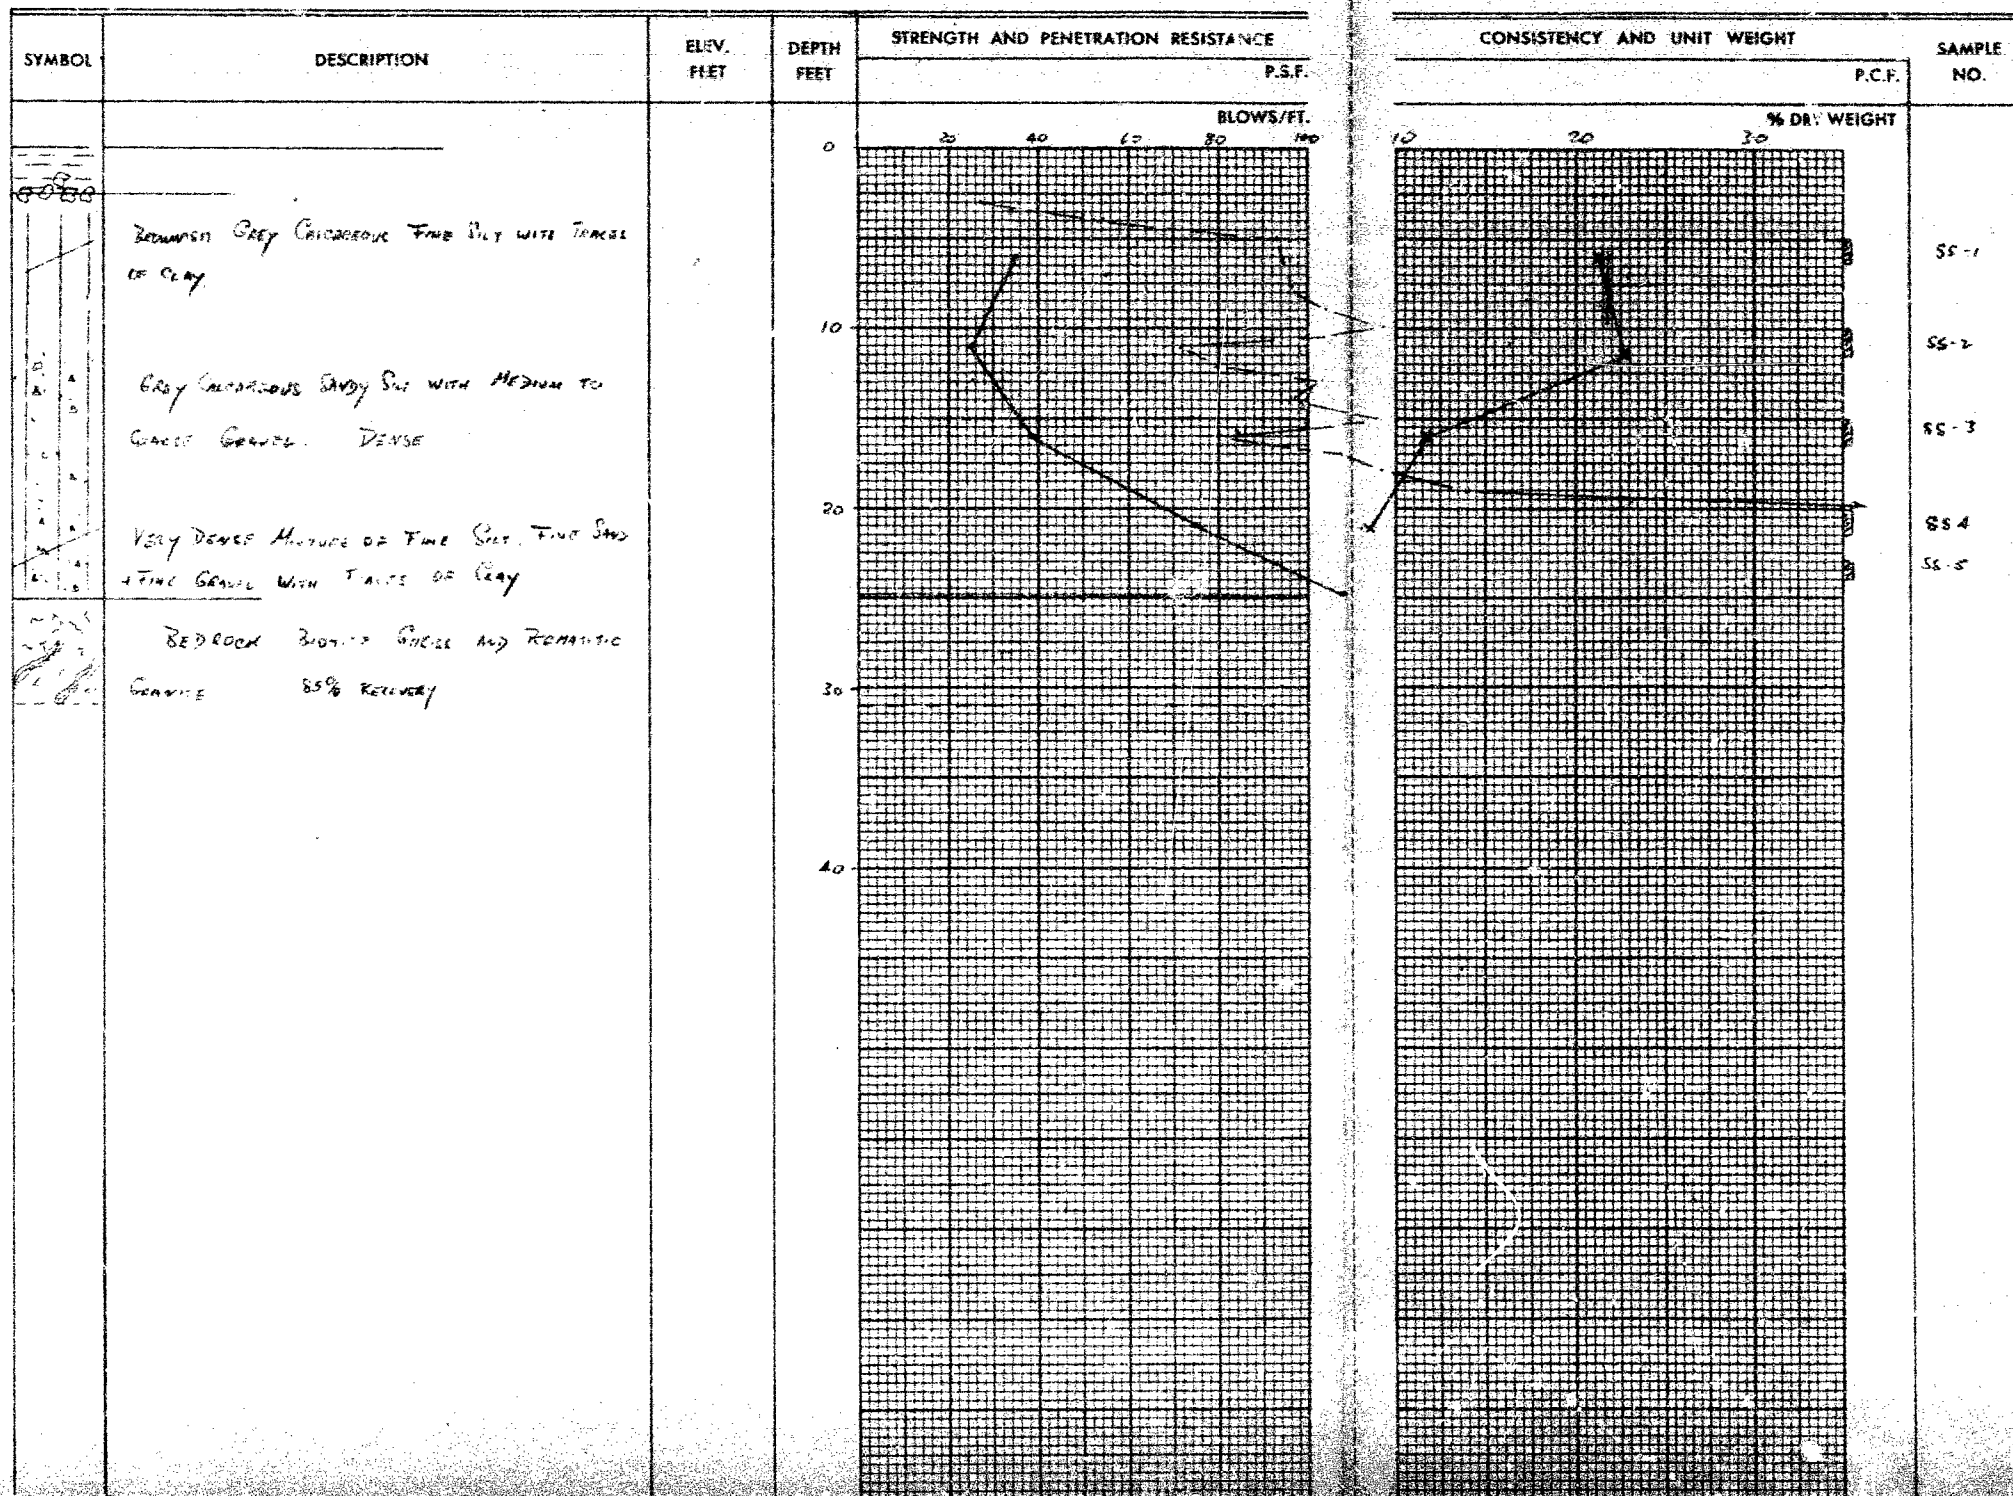 SYMBOL
DESCRIPTION
ELEV. FEET
DEPTH FEET
STRENGTH AND PENETRATION RESISTANCE
P.S.F.
BLOWS/FT.
CONSISTENCY AND UNIT WEIGHT
P.C.F.
% DRY WEIGHT
SAMPLE NO.
20 40 60 80 100
10 20 30
0
BROWNISH GREY CALCAREOUS FINE SILT WITH TRACES
OF CLAY
SS-1
10
SS-2
GREY CALCAREOUS SANDY SILT WITH MEDIUM TO
COARSE GRAVEL. DENSE
SS-3
20
SS4
VERY DENSE MIXTURE OF FINE SILT, FINE SAND
+ FINE GRAVEL WITH TRACES OF CLAY
SS-5
BEDROCK AND
GRANITE 85% RECOVERY
30
40